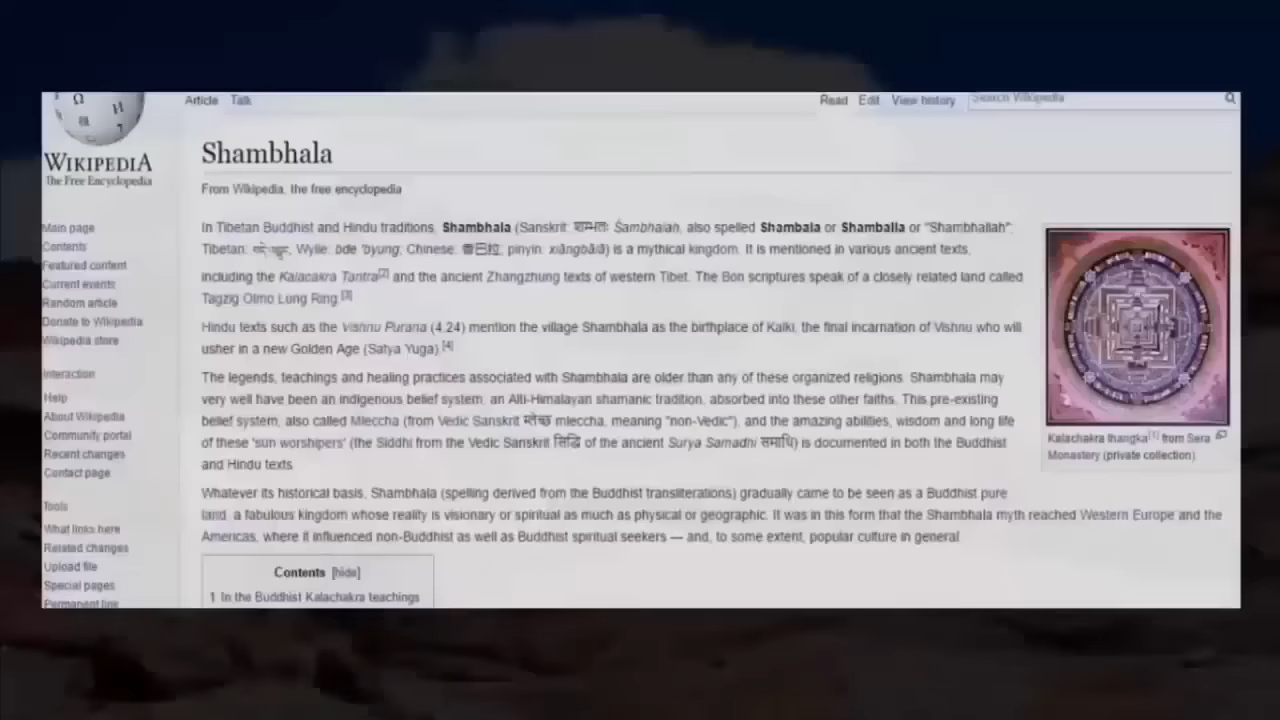 Article Talk
Read Edit View history Search Wikipedia
WIKIPEDIA
The Free Encyclopedia
Shambhala
From Wikipedia, the free encyclopedia
In Tibetan Buddhist and Hindu traditions, Shambhala (Sanskrit: Śambhalaḥ, also spelled Shambala or Shamballa or "Shambhallah";
Tibetan: Wylie: bde 'byung; Chinese: 香巴拉; pinyin: xiāngbālā) is a mythical kingdom. It is mentioned in various ancient texts,
including the Kalacakra Tantra[2] and the ancient Zhangzhung texts of western Tibet. The Bon scriptures speak of a closely related land called
Tagzig Olmo Lung Ring.[3]
Hindu texts such as the Vishnu Purana (4.24) mention the village Shambhala as the birthplace of Kalki, the final incarnation of Vishnu who will
usher in a new Golden Age (Satya Yuga).[4]
The legends, teachings and healing practices associated with Shambhala are older than any of these organized religions. Shambhala may
very well have been an indigenous belief system, an Alti-Himalayan shamanic tradition, absorbed into these other faiths. This pre-existing
belief system, also called Mleccha (from Vedic Sanskrit म्लेच्छ mleccha, meaning "non-Vedic"), and the amazing abilities, wisdom and long life
of these 'sun worshipers' (the Siddhi from the Vedic Sanskrit सिद्धि of the ancient Surya Samadhi समाधि) is documented in both the Buddhist
and Hindu texts.
Whatever its historical basis, Shambhala (spelling derived from the Buddhist transliterations) gradually came to be seen as a Buddhist pure
land, a fabulous kingdom whose reality is visionary or spiritual as much as physical or geographic. It was in this form that the Shambhala myth reached Western Europe and the
Americas, where it influenced non-Buddhist as well as Buddhist spiritual seekers — and, to some extent, popular culture in general.
Contents [hide]
1 In the Buddhist Kalachakra teachings
Kalachakra thangka[1] from Sera
Monastery (private collection).
Main page
Contents
Featured content
Current events
Random article
Donate to Wikipedia
Wikipedia store
Interaction
Help
About Wikipedia
Community portal
Recent changes
Contact page
Tools
What links here
Related changes
Upload file
Special pages
Permanent link